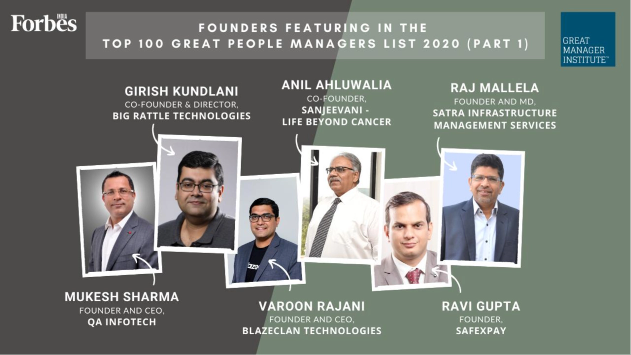 Forbes
INDIA
FOUNDERS FEATURING IN THE
TOP 100 GREAT PEOPLE MANAGERS LIST 2020 (PART 1)
GREAT
MANAGER
INSTITUTE™
GIRISH KUNDLANI
CO-FOUNDER & DIRECTOR,
BIG RATTLE TECHNOLOGIES
ANIL AHLUWALIA
CO-FOUNDER,
SANJEEVANI -
LIFE BEYOND CANCER
RAJ MALLELA
FOUNDER AND MD,
SATRA INFRASTRUCTURE
MANAGEMENT SERVICES
MUKESH SHARMA
FOUNDER AND CEO,
QA INFOTECH
VAROON RAJANI
FOUNDER AND CEO,
BLAZECLAN TECHNOLOGIES
RAVI GUPTA
FOUNDER,
SAFEXPAY